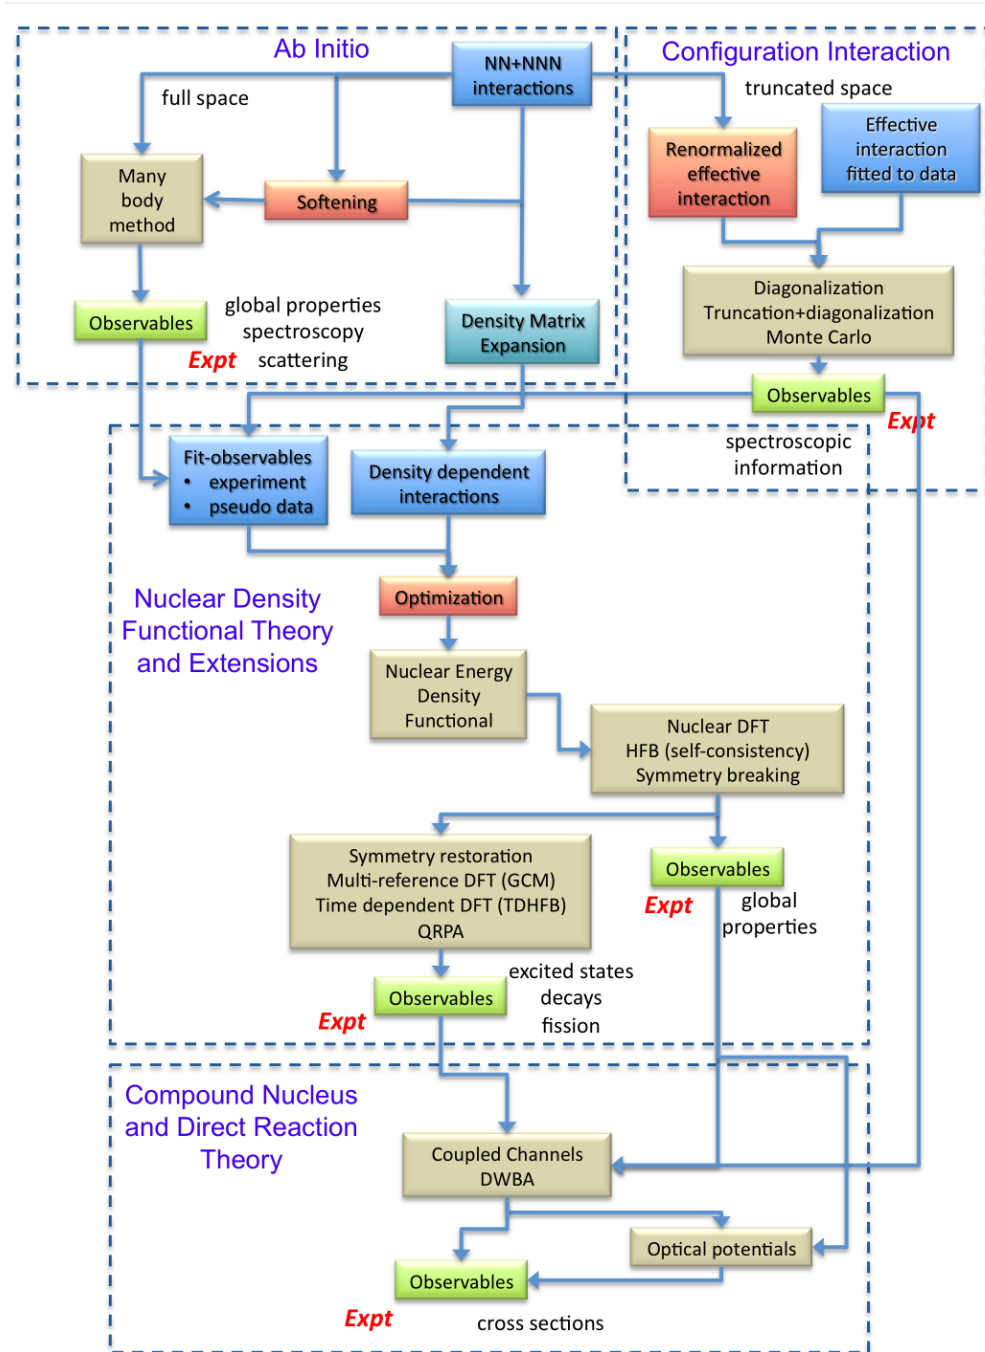 Ab Initio
NN+NNN
interactions
full space
Many
body
method
Softening
Observables
Expt
global properties
spectroscopy
scattering
Density Matrix
Expansion
Configuration Interaction
truncated space
Renormalized
effective
interaction
Effective
interaction
fitted to data
Diagonalization
Truncation+diagonalization
Monte Carlo
Observables
Expt
spectroscopic
information
Fit-observables
• experiment
• pseudo data
Density dependent
interactions
Optimization
Nuclear Density
Functional Theory
and Extensions
Nuclear Energy
Density
Functional
Nuclear DFT
HFB (self-consistency)
Symmetry breaking
Symmetry restoration
Multi-reference DFT (GCM)
Time dependent DFT (TDHFB)
QRPA
Observables
Expt
global
properties
Observables
Expt
excited states
decays
fission
Compound Nucleus
and Direct Reaction
Theory
Coupled Channels
DWBA
Optical potentials
Observables
Expt
cross sections